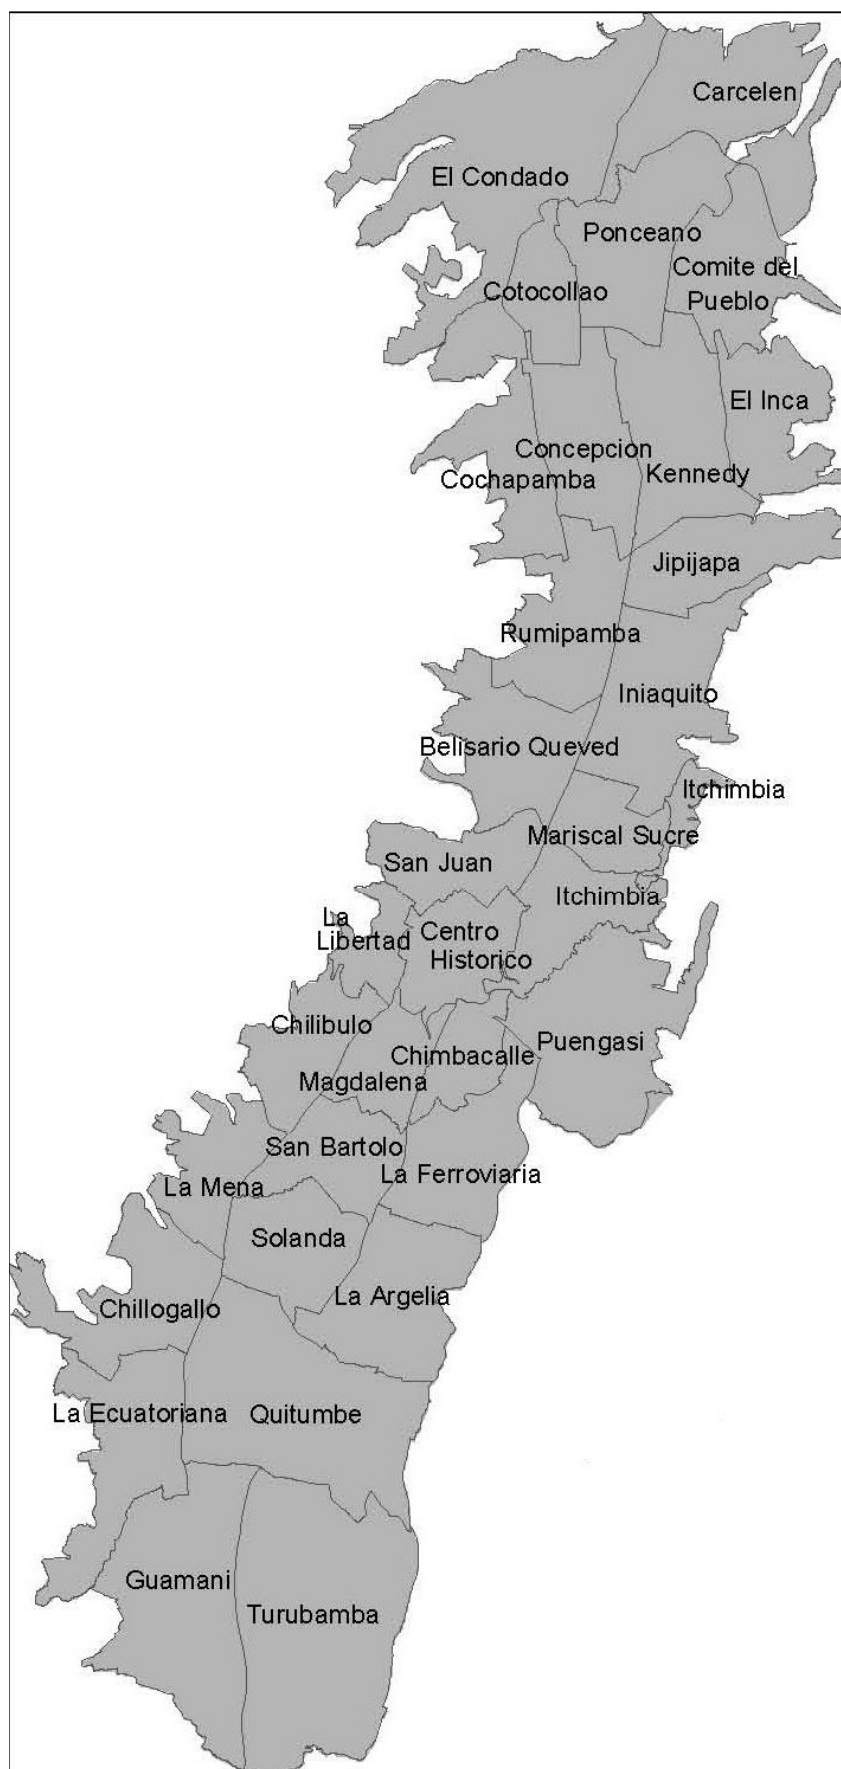 Carcelen
El Condado
Ponceano
Comite del
Pueblo
Cotocollao
El Inca
Concepcion
Kennedy
Cochapamba
Jipijapa
Rumipamba
Iniaquito
Belisario Queved
Itchimbia
Mariscal Sucre
San Juan
Itchimbia
La
Libertad
Centro
Historico
Chilibulo
Puengasi
Chimbacalle
Magdalena
San Bartolo
La Ferroviaria
La Mena
Solanda
La Argelia
Chillogallo
La Ecuatoriana
Quitumbe
Guamani
Turubamba